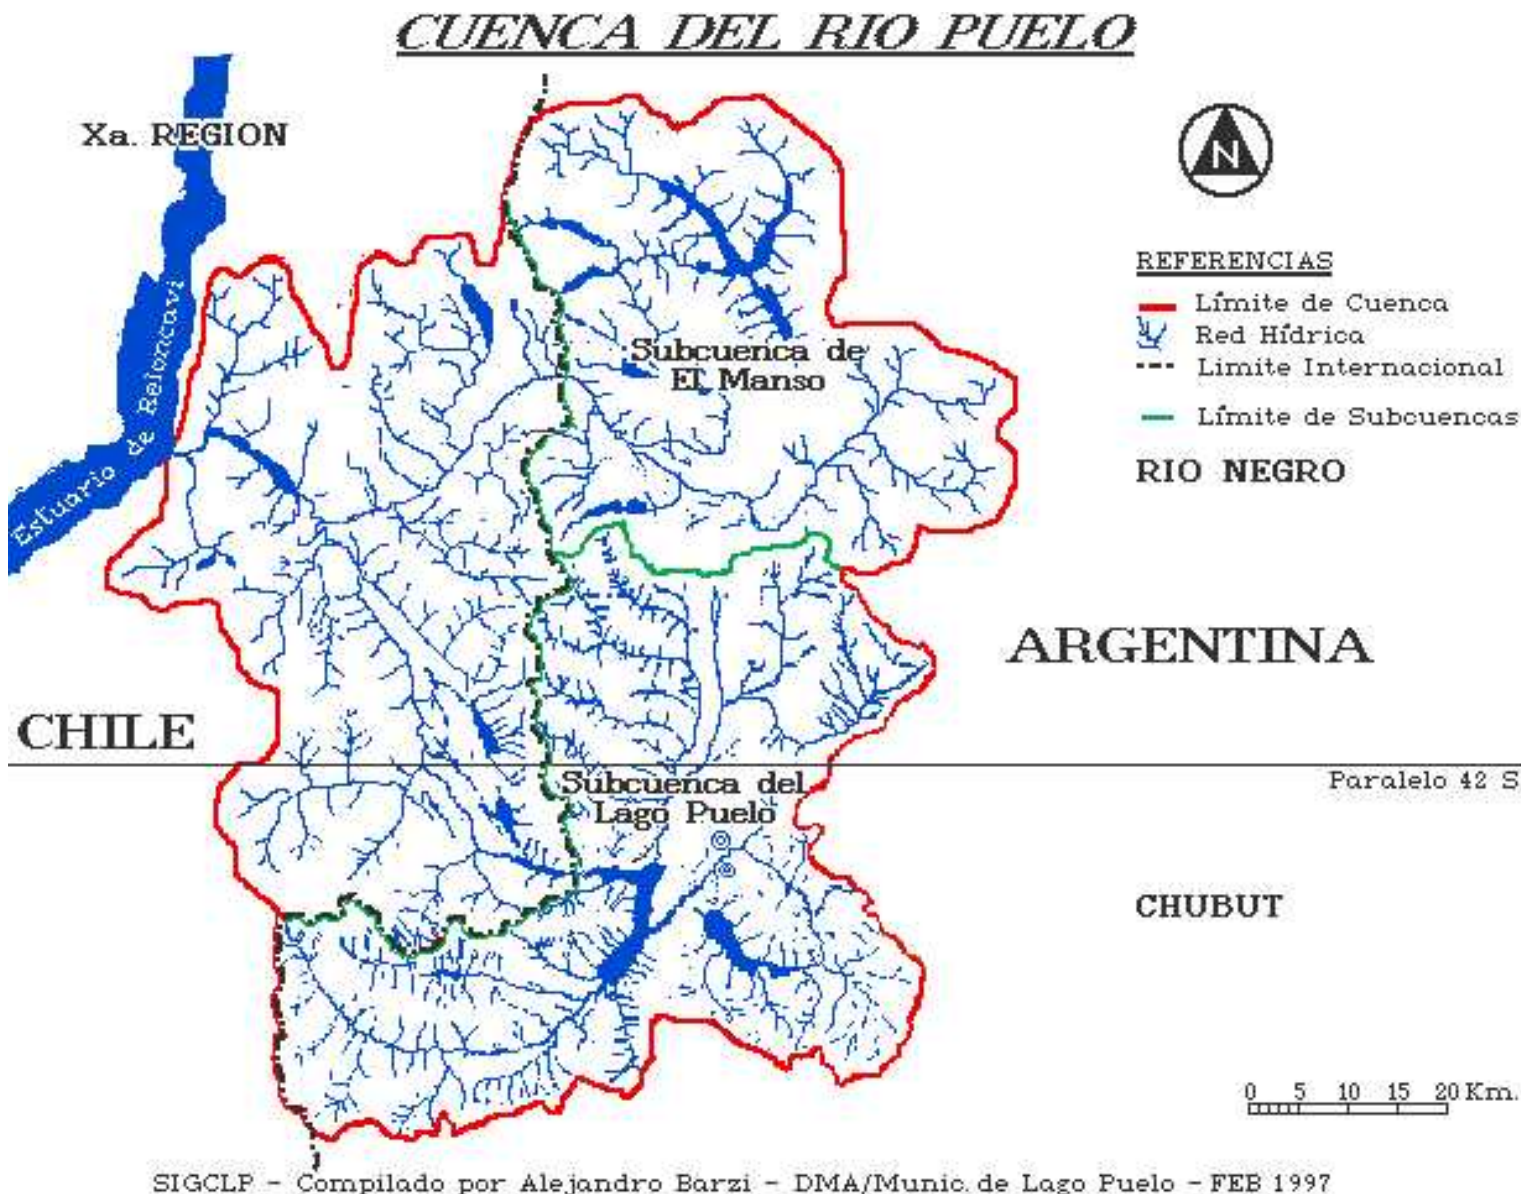 CUENCA DEL RIO PUELO
Xa. REGION
N
REFERENCIAS
Límite de Cuenca
Red Hídrica
Limite Internacional
Límite de Subcuencas
RIO NEGRO
Estuario de Reloncavi
Subcuenca de
El Manso
ARGENTINA
CHILE
Paralelo 42 S
Subcuenca del
Lago Puelo
CHUBUT
0 5 10 15 20 Km.
SIGCLP - Compilado por Alejandro Barzi - DMA/Munic. de Lago Puelo - FEB 1997